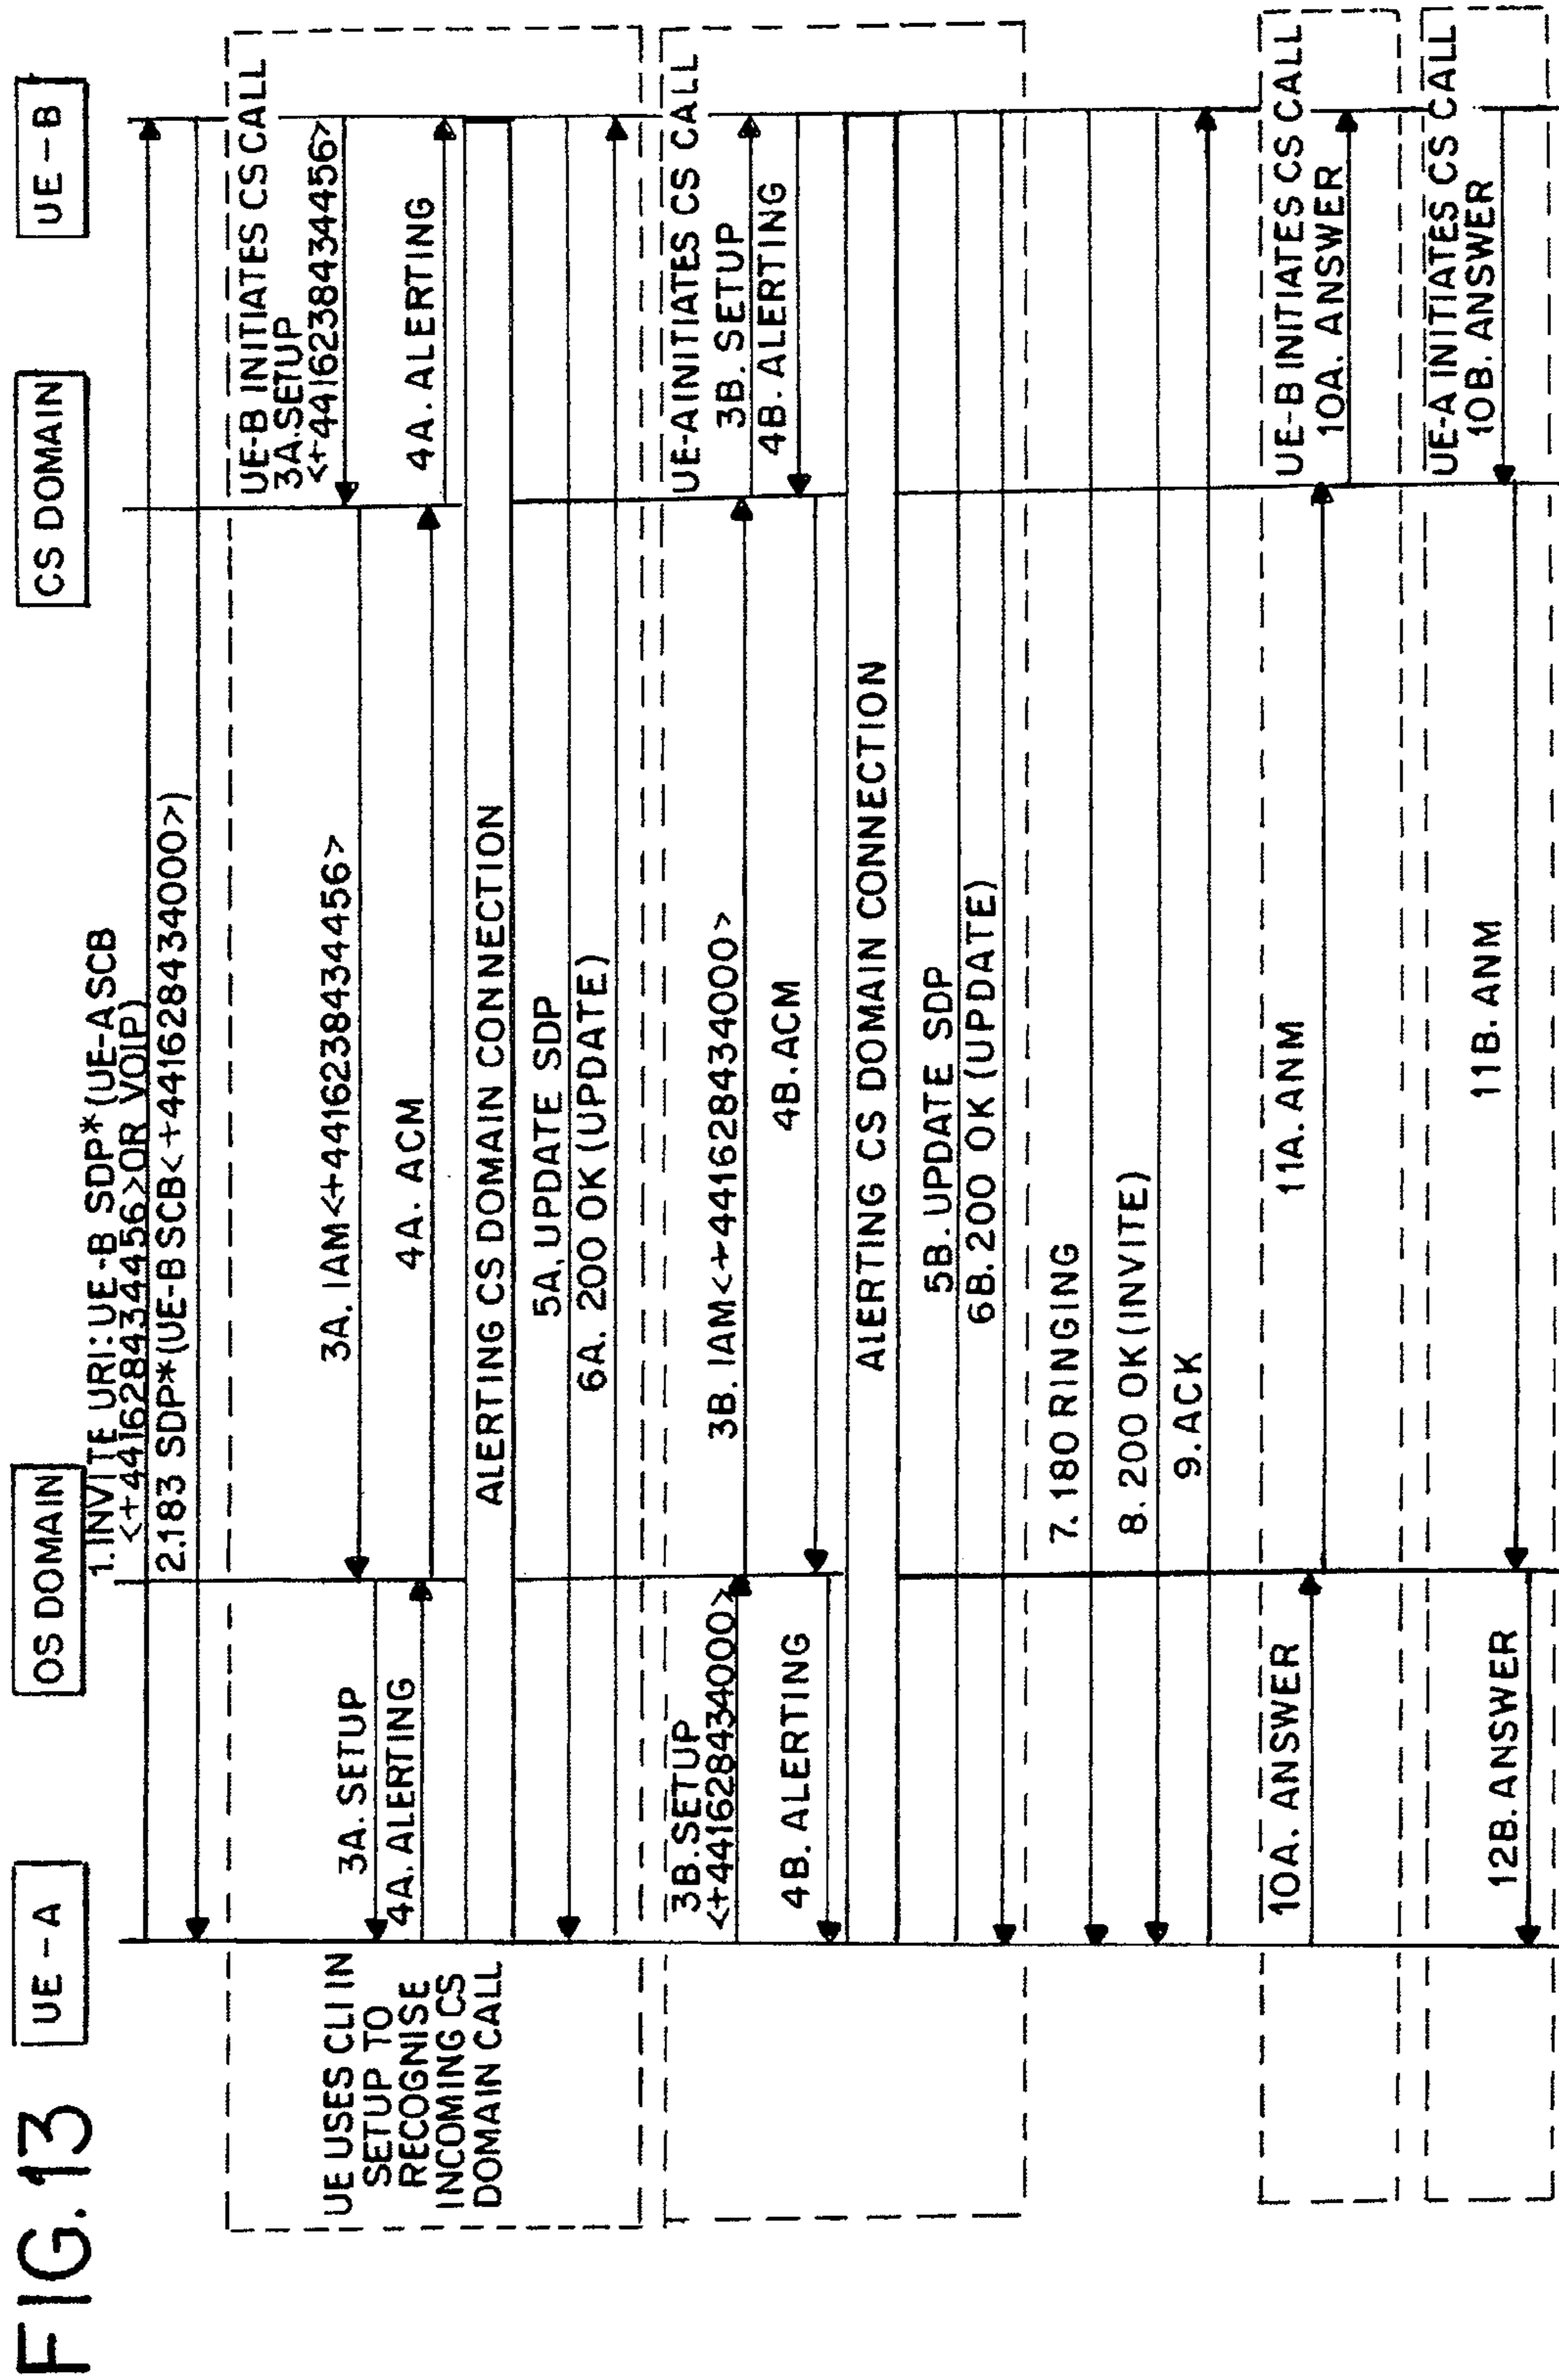 FIG.13
UE-A
OS DOMAIN
CS DOMAIN
UE-B
1.INVITE URI:UE-B SDP*(UE-ASCB
<+441628434456>OR VOIP)
2.183 SDP*(UE-BSCB<+441628434000>)
UE-B INITIATES CS CALL
3A.SETUP
<+441623843​4456>
3A. IAM<+441623843​4456>
3A. SETUP
UE USES CLI IN
SETUP TO
RECOGNISE
INCOMING CS
DOMAIN CALL
4A. ALERTING
4A. ACM
4A. ALERTING
ALERTING CS DOMAIN CONNECTION
5A. UPDATE SDP
6A. 200 OK (UPDATE)
UE-A INITIATES CS CALL
3B. SETUP
<+441628434000>
3B. IAM<+441628434000>
3B. SETUP
4B. ALERTING
4B. ACM
4B. ALERTING
ALERTING CS DOMAIN CONNECTION
5B. UPDATE SDP
6B. 200 OK (UPDATE)
7. 180 RINGING
8. 200 OK (INVITE)
9. ACK
UE-B INITIATES CS CALL
10A. ANSWER
11A. ANM
10A. ANSWER
UE-A INITIATES CS CALL
10B. ANSWER
11B. ANM
12B. ANSWER